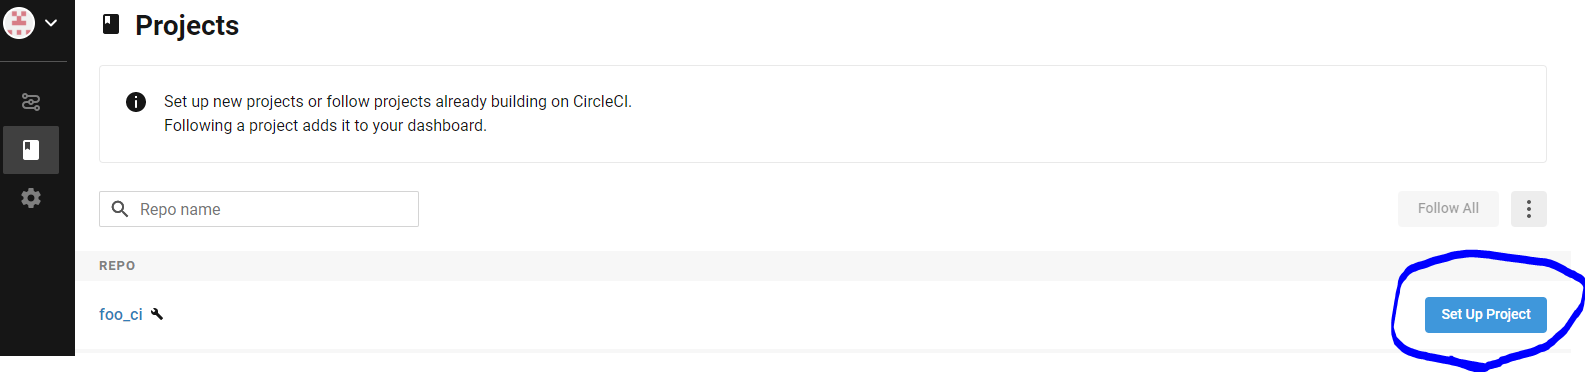 Projects
Set up new projects or follow projects already building on CircleCI.
Following a project adds it to your dashboard.
Repo name
Follow All
REPO
foo_ci
Set Up Project